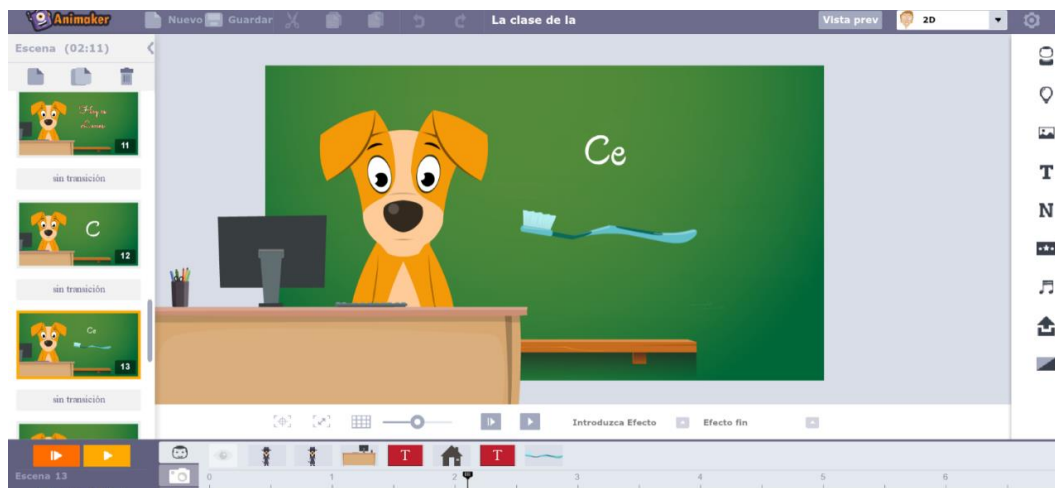 Animaker Nuevo Guardar La clase de la Vista prev 2D
Escena (02:11)
11
sin transición
C
12
sin transición
Ce
13
sin transición
Ce
T
N
Introduzca Efecto Efecto fin
T T
Escena 13
0 1 2 3 4 5 6